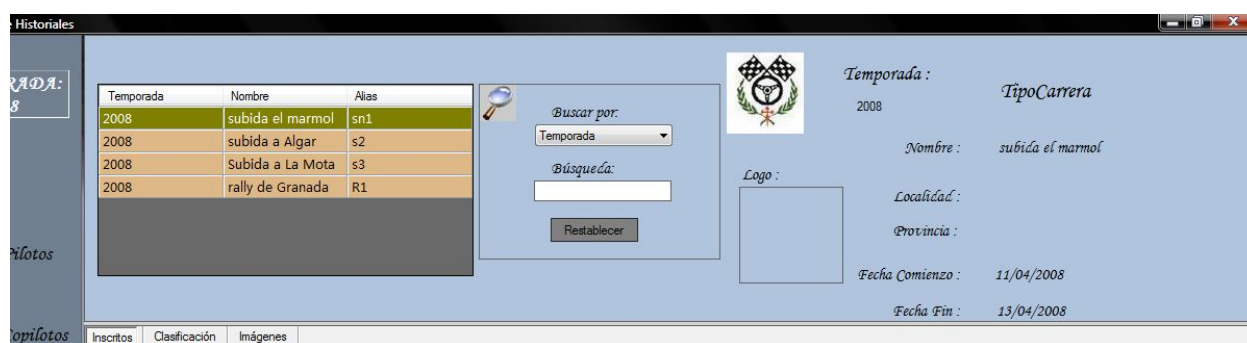 Historiales
RADA:
8
Pilotos
Copilotos
Temporada Nombre Alias
2008 subida el marmol sn1
2008 subida a Algar s2
2008 Subida a La Mota s3
2008 rally de Granada R1
Buscar por:
Temporada
Búsqueda:
Restablecer
Temporada :
2008
TipoCarrera
Nombre : subida el marmol
Logo :
Localidad :
Provincia :
Fecha Comienzo : 11/04/2008
Fecha Fin : 13/04/2008
Inscritos Clasificación Imágenes